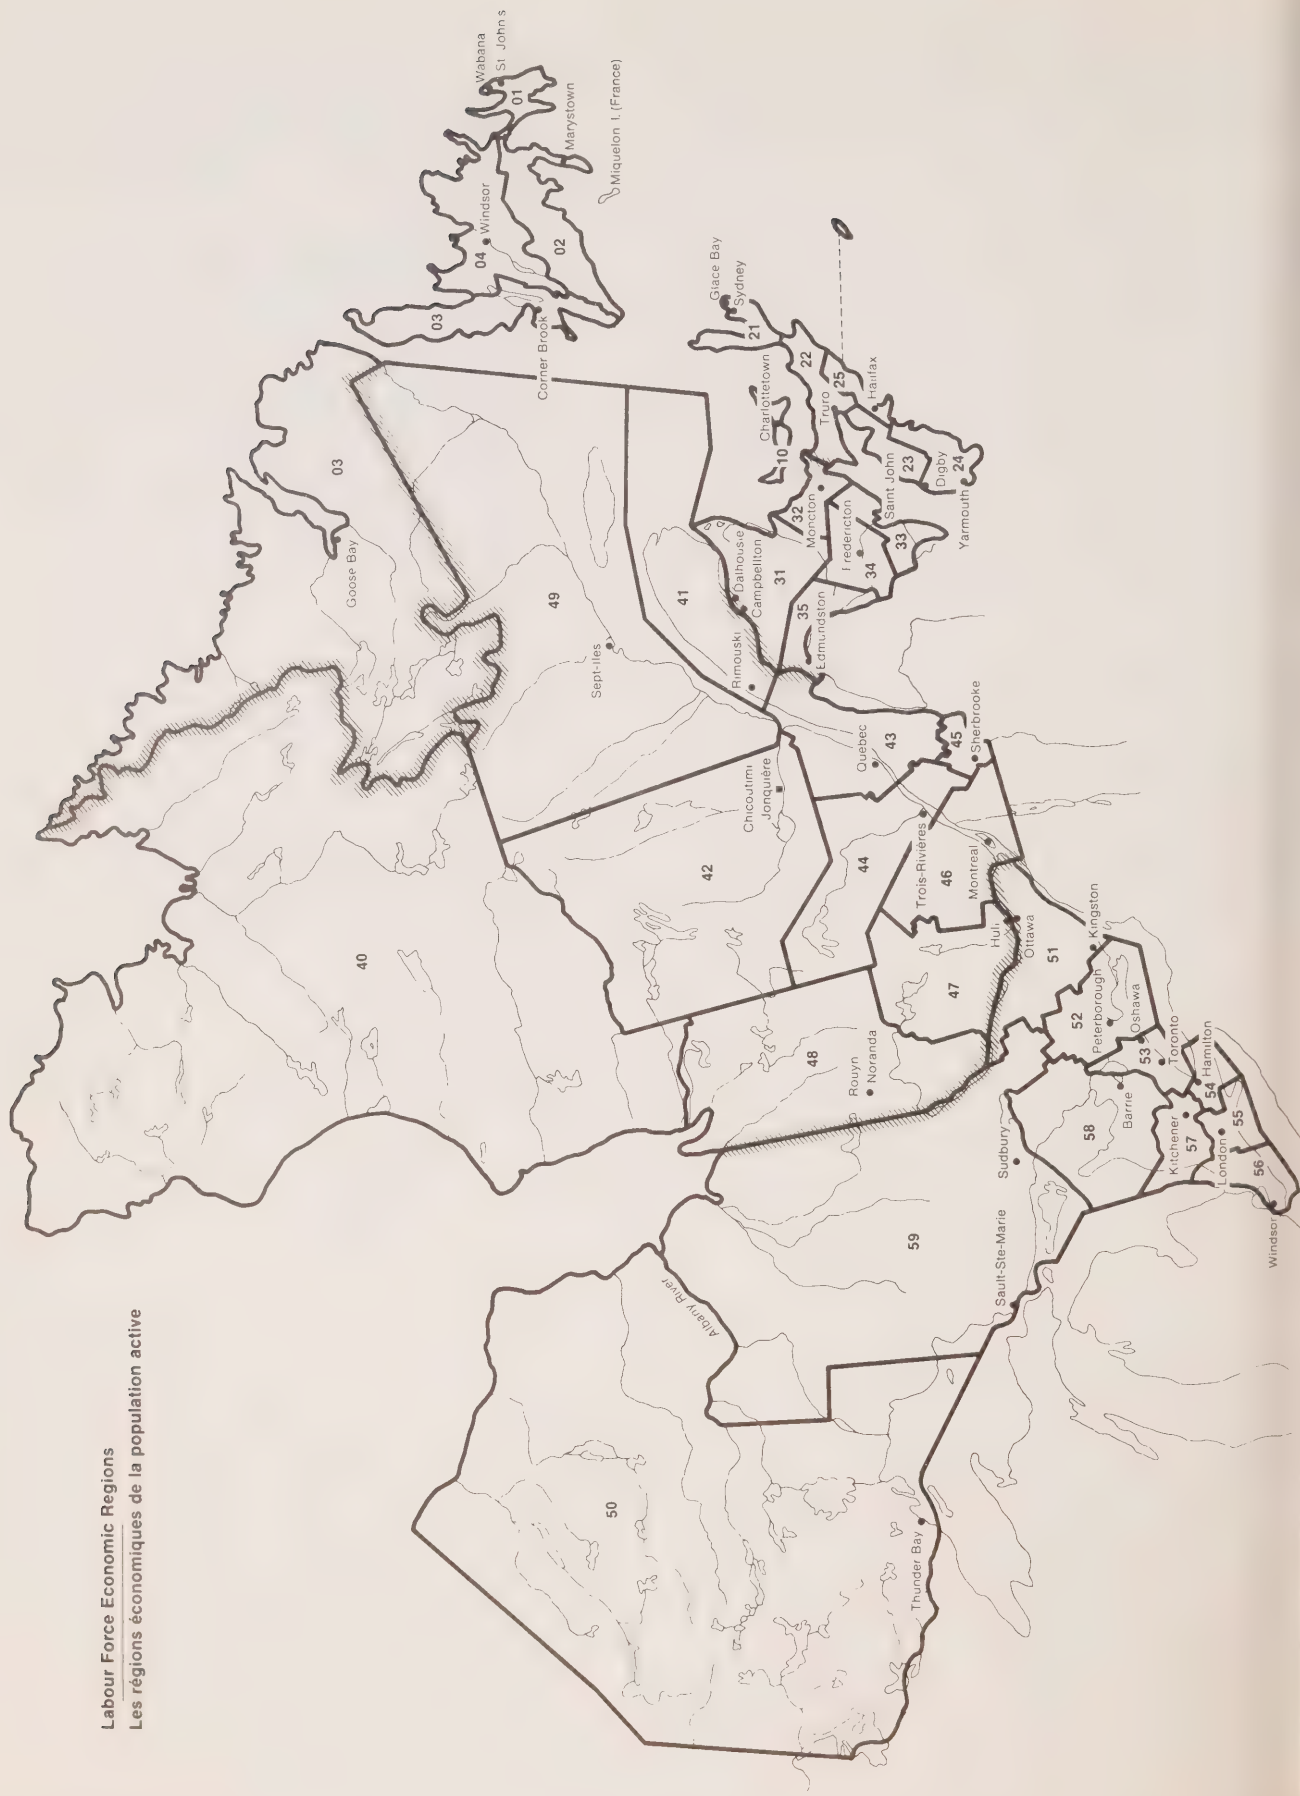 Labour Force Economic Regions
Les régions économiques de la population active
40
03
Goose Bay
03
04
Windsor
02
01
Wabana
St John's
Marystown
Miquelon I. (France)
Corner Brook
49
Sept-Iles
41
42
Chicoutimi
Jonquière
Rimouski
Dalhousie
Campbellton
31
35
Edmundston
32
Moncton
Fredericton
34
33
Saint John
10
Charlottetown
21
Glace Bay
Sydney
22
Truro
25
Halifax
23
Digby
24
Yarmouth
Quebec
43
45
Sherbrooke
44
Trois-Rivières
46
Montreal
47
Hull
Ottawa
48
Rouyn
Noranda
50
Albany River
Thunder Bay
59
Sault-Ste-Marie
Sudbury
51
Kingston
52
Peterborough
Oshawa
53
Toronto
58
Barrie
54
Hamilton
Kitchener
57
London
55
56
Windsor